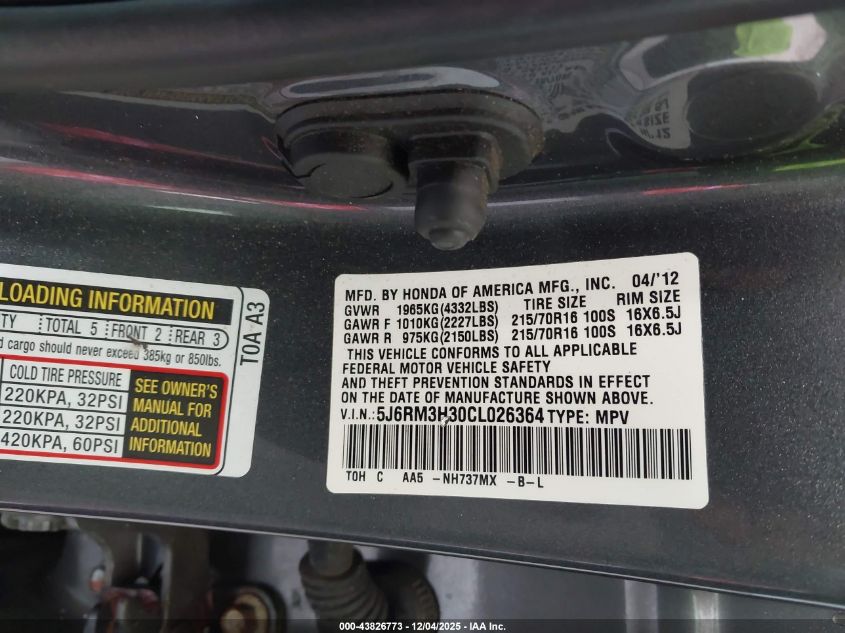 LOADING INFORMATION
TOTAL 5 FRONT 2 REAR 3
cargo should never exceed 385kg or 850lbs.
COLD TIRE PRESSURE
220KPA, 32PSI
220KPA, 32PSI
420KPA, 60PSI
SEE OWNER'S
MANUAL FOR
ADDITIONAL
INFORMATION
T0A A3
MFD. BY HONDA OF AMERICA MFG., INC. 04/'12
GVWR 1965KG(4332LBS) TIRE SIZE RIM SIZE
GAWR F 1010KG(2227LBS) 215/70R16 100S 16X6.5J
GAWR R 975KG(2150LBS) 215/70R16 100S 16X6.5J
THIS VEHICLE CONFORMS TO ALL APPLICABLE
FEDERAL MOTOR VEHICLE SAFETY
AND THEFT PREVENTION STANDARDS IN EFFECT
ON THE DATE OF MANUFACTURE SHOWN ABOVE.
V.I.N.: 5J6RM3H30CL026364 TYPE: MPV
T0H C AA5 -NH737MX -B-L
000-43826773 - 12/04/2025 - IAA Inc.